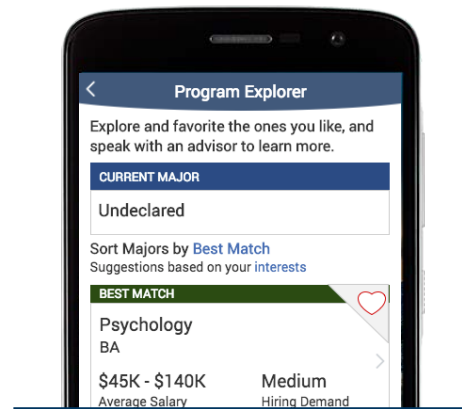 Program Explorer
Explore and favorite the ones you like, and
speak with an advisor to learn more.
CURRENT MAJOR
Undeclared
Sort Majors by Best Match
Suggestions based on your interests
BEST MATCH
Psychology
BA
$45K - $140K Medium
Average Salary Hiring Demand